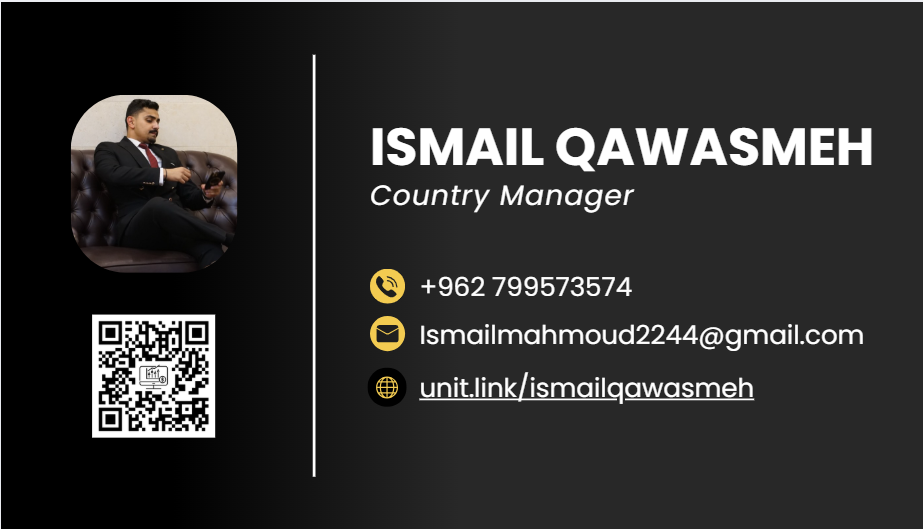 ISMAIL QAWASMEH
Country Manager
+962 799573574
Ismailmahmoud2244@gmail.com
unit.link/ismailqawasmeh